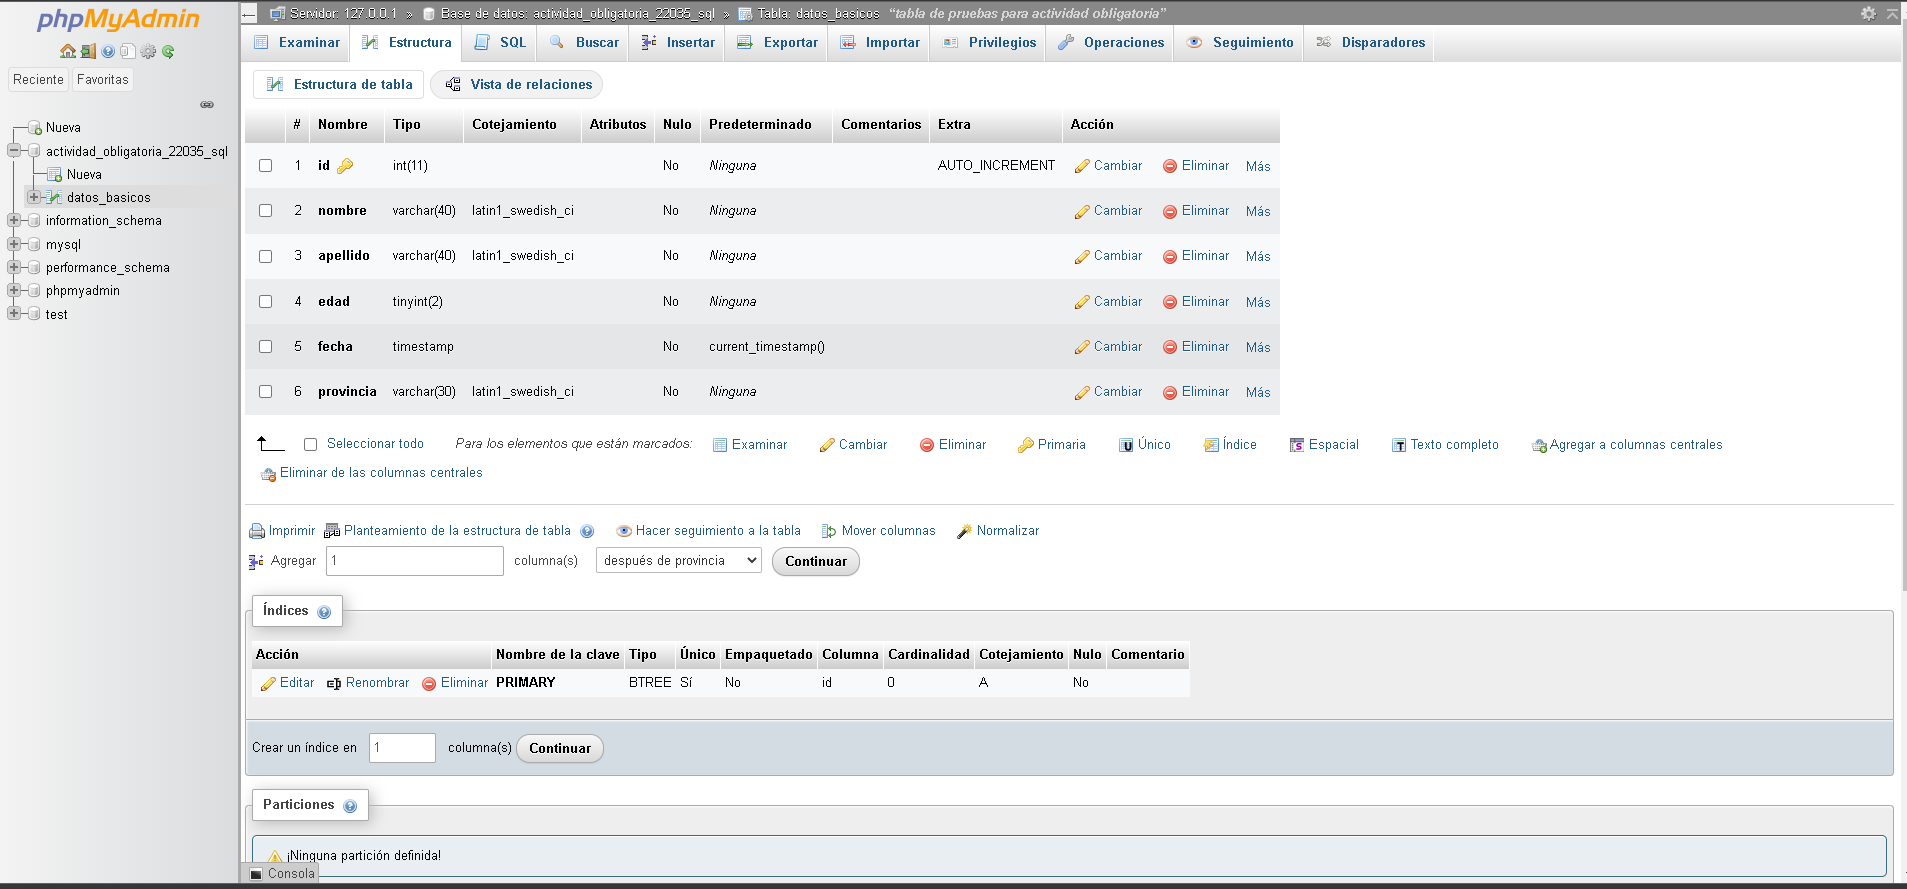 phpMyAdmin
Reciente Favoritas
Nueva
actividad_obligatoria_22035_sql
Nueva
datos_basicos
information_schema
mysql
performance_schema
phpmyadmin
test
Servidor: 127.0.0.1 » Base de datos: actividad_obligatoria_22035_sql » Tabla: datos_basicos "tabla de pruebas para actividad obligatoria"
Examinar Estructura SQL Buscar Insertar Exportar Importar Privilegios Operaciones Seguimiento Disparadores
Estructura de tabla Vista de relaciones
# Nombre Tipo Cotejamiento Atributos Nulo Predeterminado Comentarios Extra Acción
1 id int(11) No Ninguna AUTO_INCREMENT Cambiar Eliminar Más
2 nombre varchar(40) latin1_swedish_ci No Ninguna Cambiar Eliminar Más
3 apellido varchar(40) latin1_swedish_ci No Ninguna Cambiar Eliminar Más
4 edad tinyint(2) No Ninguna Cambiar Eliminar Más
5 fecha timestamp No current_timestamp() Cambiar Eliminar Más
6 provincia varchar(30) latin1_swedish_ci No Ninguna Cambiar Eliminar Más
Seleccionar todo Para los elementos que están marcados: Examinar Cambiar Eliminar Primaria Único Índice Espacial Texto completo Agregar a columnas centrales
Eliminar de las columnas centrales
Imprimir Planteamiento de la estructura de tabla Hacer seguimiento a la tabla Mover columnas Normalizar
Agregar 1 columna(s) después de provincia Continuar
Índices
Acción Nombre de la clave Tipo Único Empaquetado Columna Cardinalidad Cotejamiento Nulo Comentario
Editar Renombrar Eliminar PRIMARY BTREE Sí No id 0 A No
Crear un índice en 1 columna(s) Continuar
Particiones
¡Ninguna partición definida!
Consola